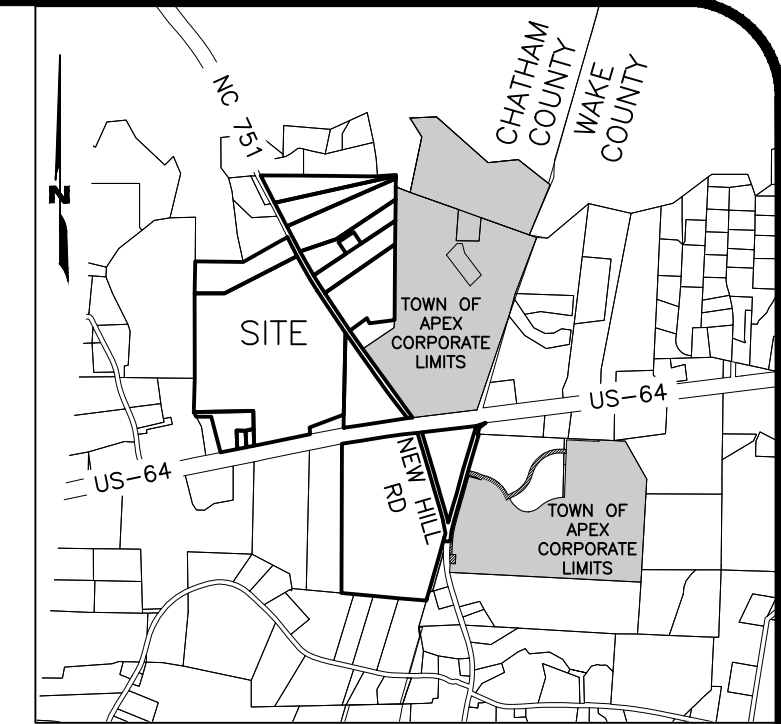 CHATHAM
COUNTY
WAKE
COUNTY
NC 751
N
TOWN OF
APEX
CORPORATE
LIMITS
SITE
US-64
US-64
NEW HILL
RD
TOWN OF
APEX
CORPORATE
LIMITS